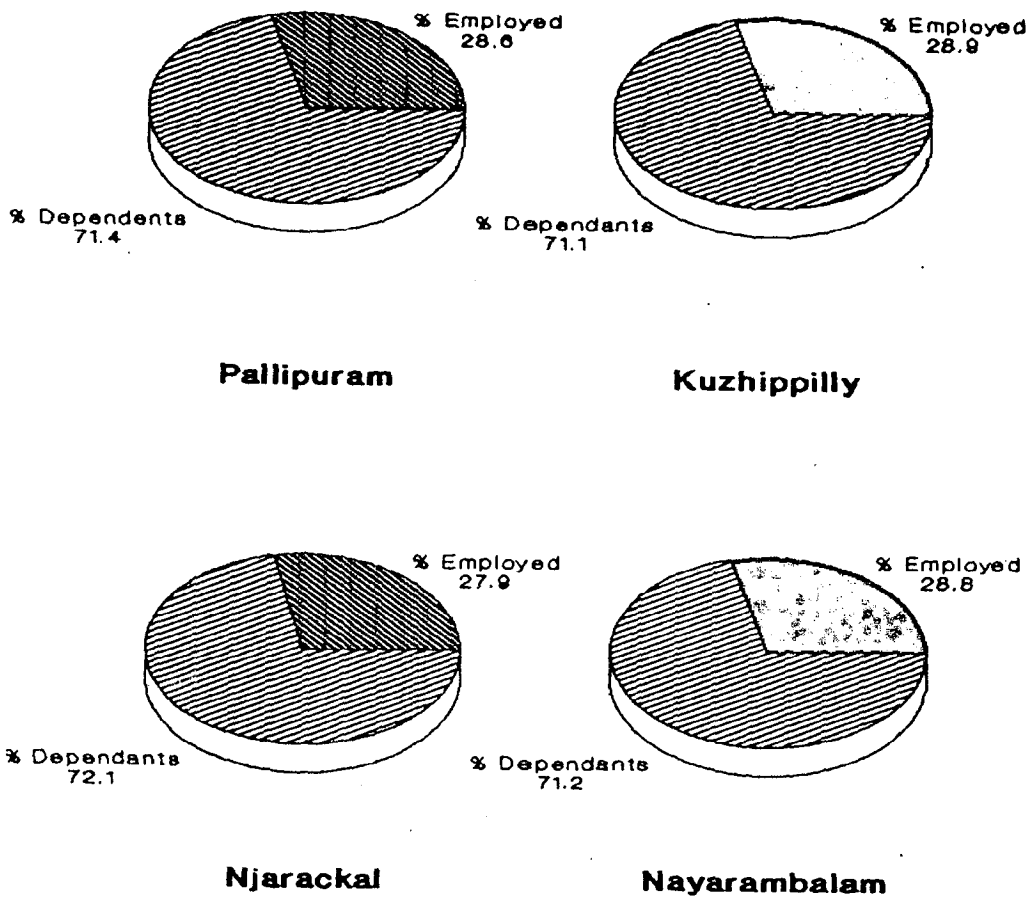 % Employed
28.6
% Dependents
71.4
Pallipuram
% Employed
28.9
% Dependants
71.1
Kuzhippilly
% Employed
27.9
% Dependants
72.1
Njarackal
% Employed
28.8
% Dependants
71.2
Nayarambalam